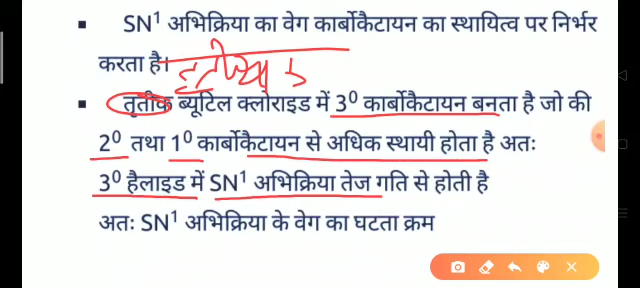 ▪ SN¹ अभिक्रिया का वेग कार्बोकैटायन का स्थायित्व पर निर्भर
करता है।
▪ तृतीक ब्यूटिल क्लोराइड में 3⁰ कार्बोकैटायन बनता है जो की
2⁰ तथा 1⁰ कार्बोकैटायन से अधिक स्थायी होता है अतः
3⁰ हैलाइड में SN¹ अभिक्रिया तेज गति से होती है
अतः SN¹ अभिक्रिया के वेग का घटता क्रम